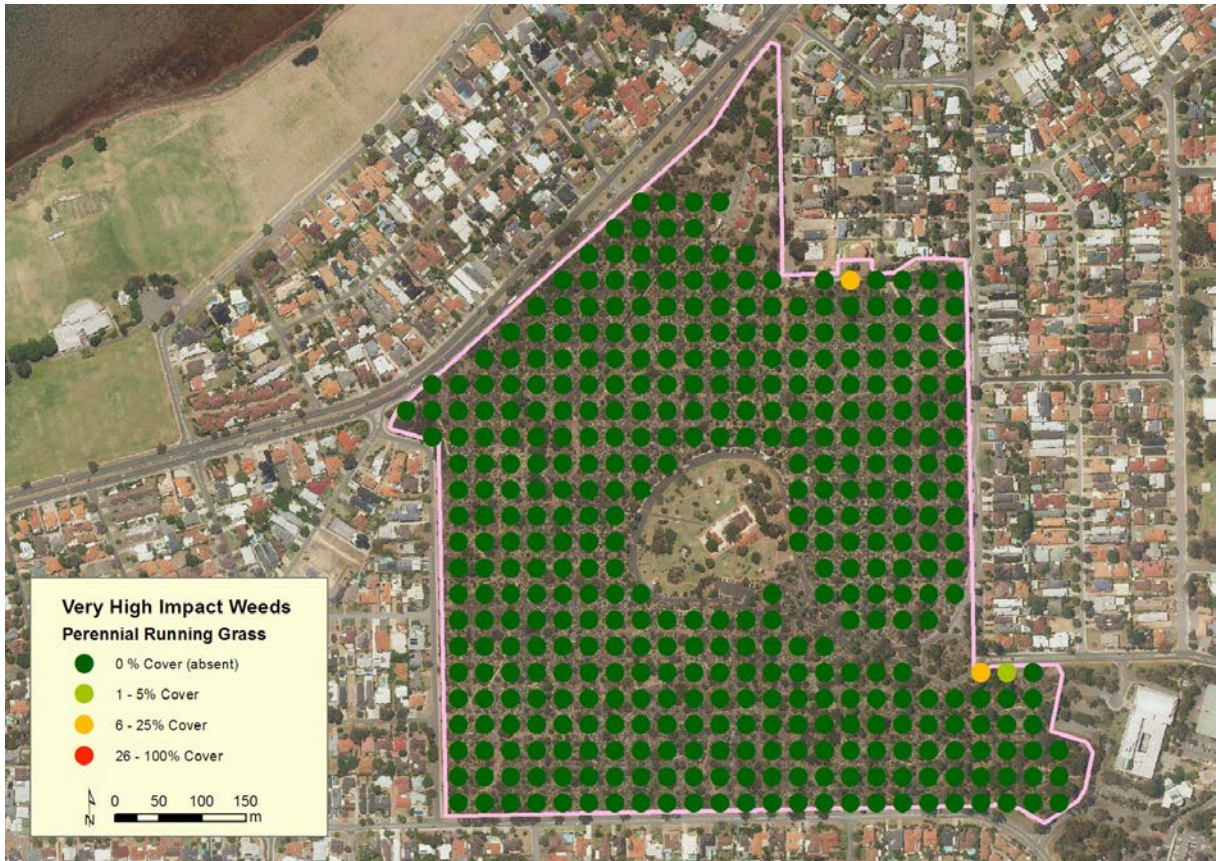 Very High Impact Weeds
Perennial Running Grass
0 % Cover (absent)
1 - 5% Cover
6 - 25% Cover
26 - 100% Cover
N
0 50 100 150
m